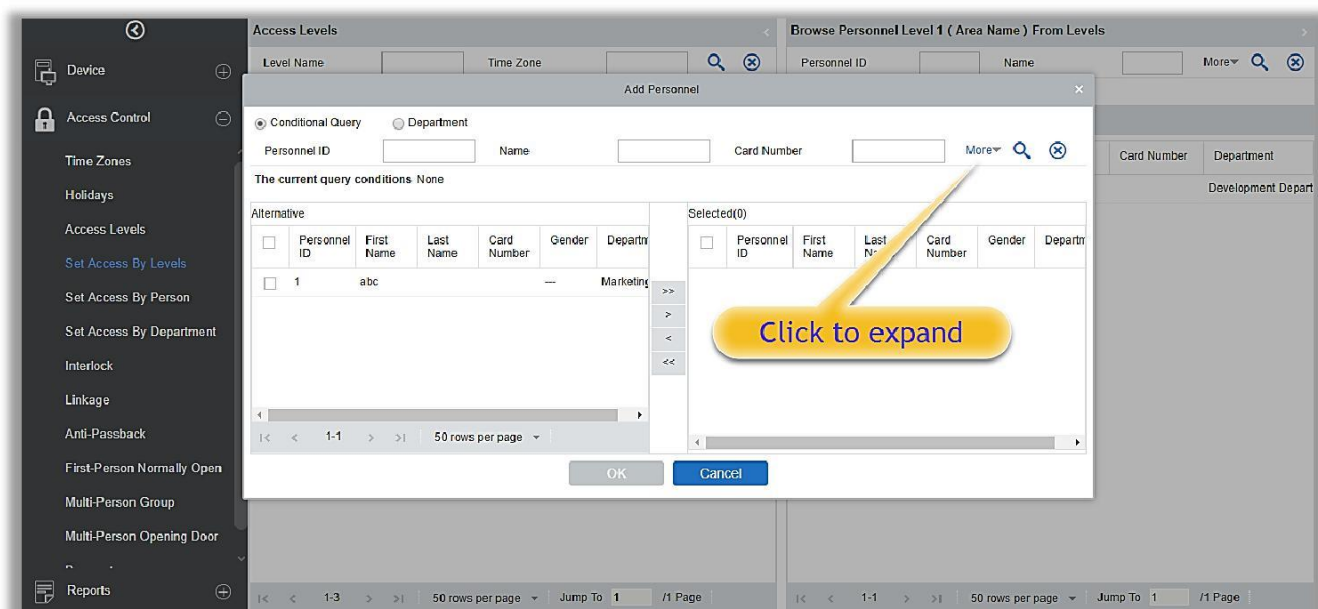 Access Levels
Browse Personnel Level 1 ( Area Name ) From Levels
Level Name
Time Zone
Personnel ID
Name
More
Device
Access Control
Time Zones
Holidays
Access Levels
Set Access By Levels
Set Access By Person
Set Access By Department
Interlock
Linkage
Anti-Passback
First-Person Normally Open
Multi-Person Group
Multi-Person Opening Door
Reports
Add Personnel
Conditional Query
Department
Personnel ID
Name
Card Number
More
The current query conditions None
Alternative
Personnel ID
First Name
Last Name
Card Number
Gender
Departm
1 abc --- Marketing
>>
>
<
<<
1-1
50 rows per page
Selected(0)
Personnel ID
First Name
Last
Card Number
Gender
Departm
Click to expand
OK
Cancel
Card Number
Department
Development Depart
1-3
50 rows per page
Jump To 1 /1 Page
1-1
50 rows per page
Jump To 1 /1 Page